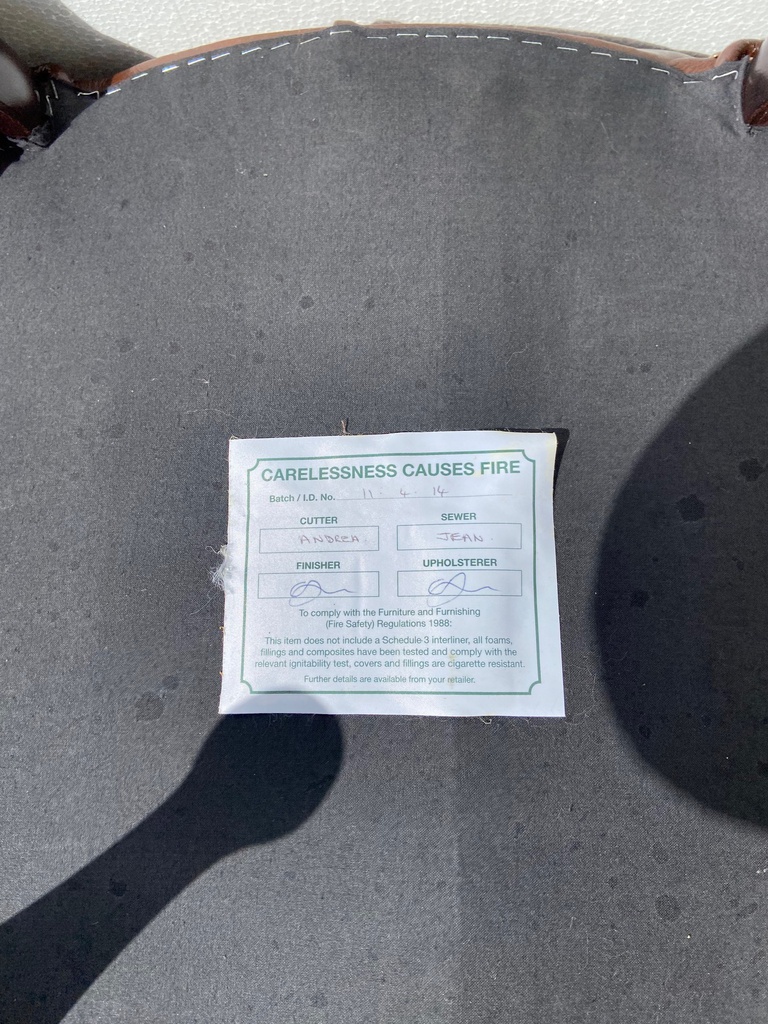 CARELESSNESS CAUSES FIRE
Batch / I.D. No. 11 . 4 . 14
CUTTER SEWER
ANDREA. JEAN.
FINISHER UPHOLSTERER
To comply with the Furniture and Furnishing
(Fire Safety) Regulations 1988:
This item does not include a Schedule 3 interliner, all foams,
fillings and composites have been tested and comply with the
relevant ignitability test, covers and fillings are cigarette resistant.
Further details are available from your retailer.